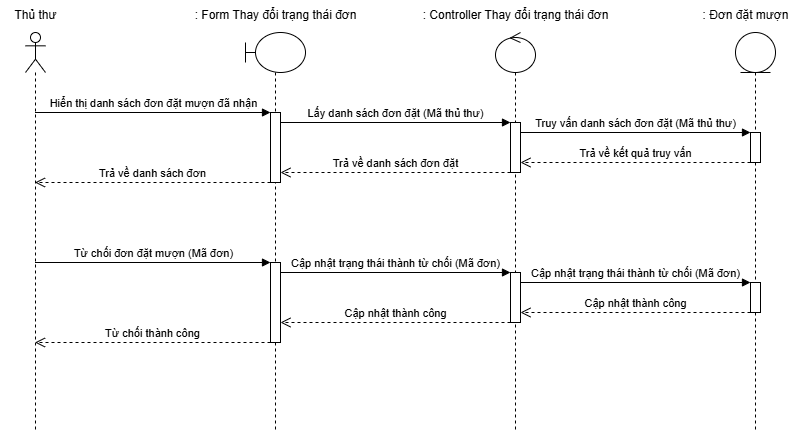 Thủ thư
: Form Thay đổi trạng thái đơn
: Controller Thay đổi trạng thái đơn
: Đơn đặt mượn
Hiển thị danh sách đơn đặt mượn đã nhận
Lấy danh sách đơn đặt (Mã thủ thư)
Truy vấn danh sách đơn đặt (Mã thủ thư)
Trả về kết quả truy vấn
Trả về danh sách đơn đặt
Trả về danh sách đơn
Từ chối đơn đặt mượn (Mã đơn)
Cập nhật trạng thái thành từ chối (Mã đơn)
Cập nhật trạng thái thành từ chối (Mã đơn)
Cập nhật thành công
Cập nhật thành công
Từ chối thành công